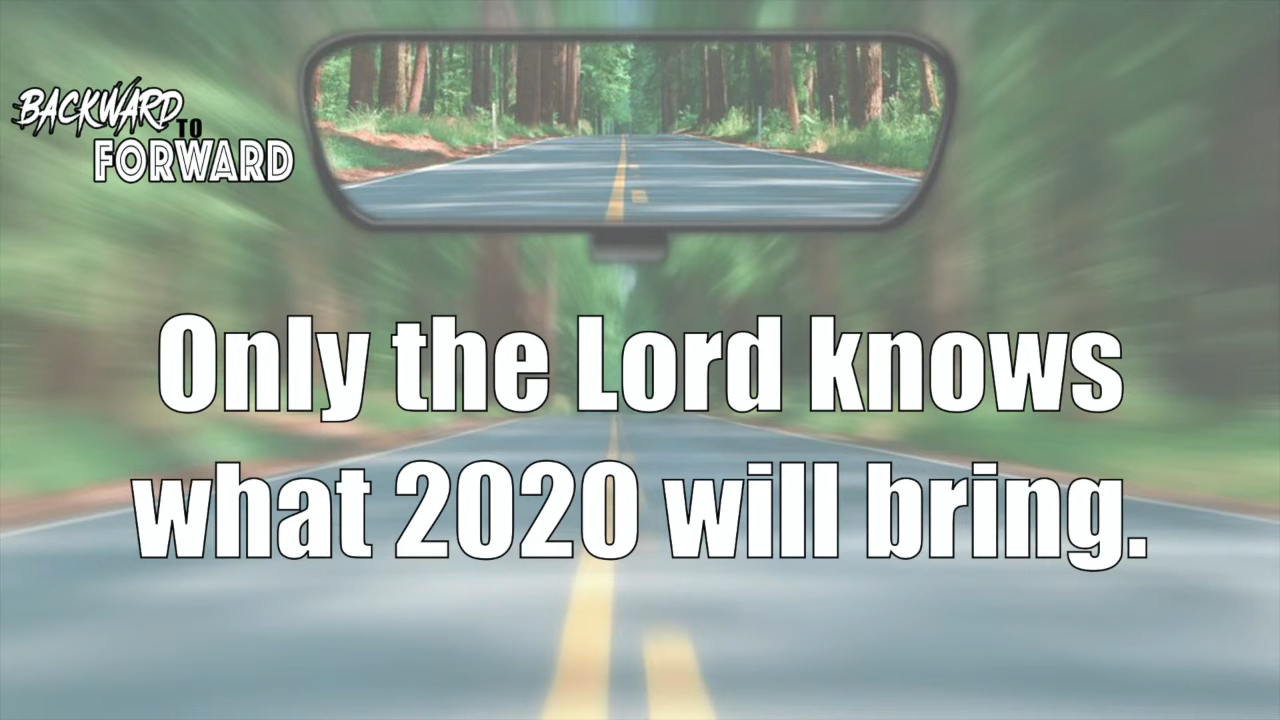 BACKWARD
TO
FORWARD
Only the Lord knows
what 2020 will bring.